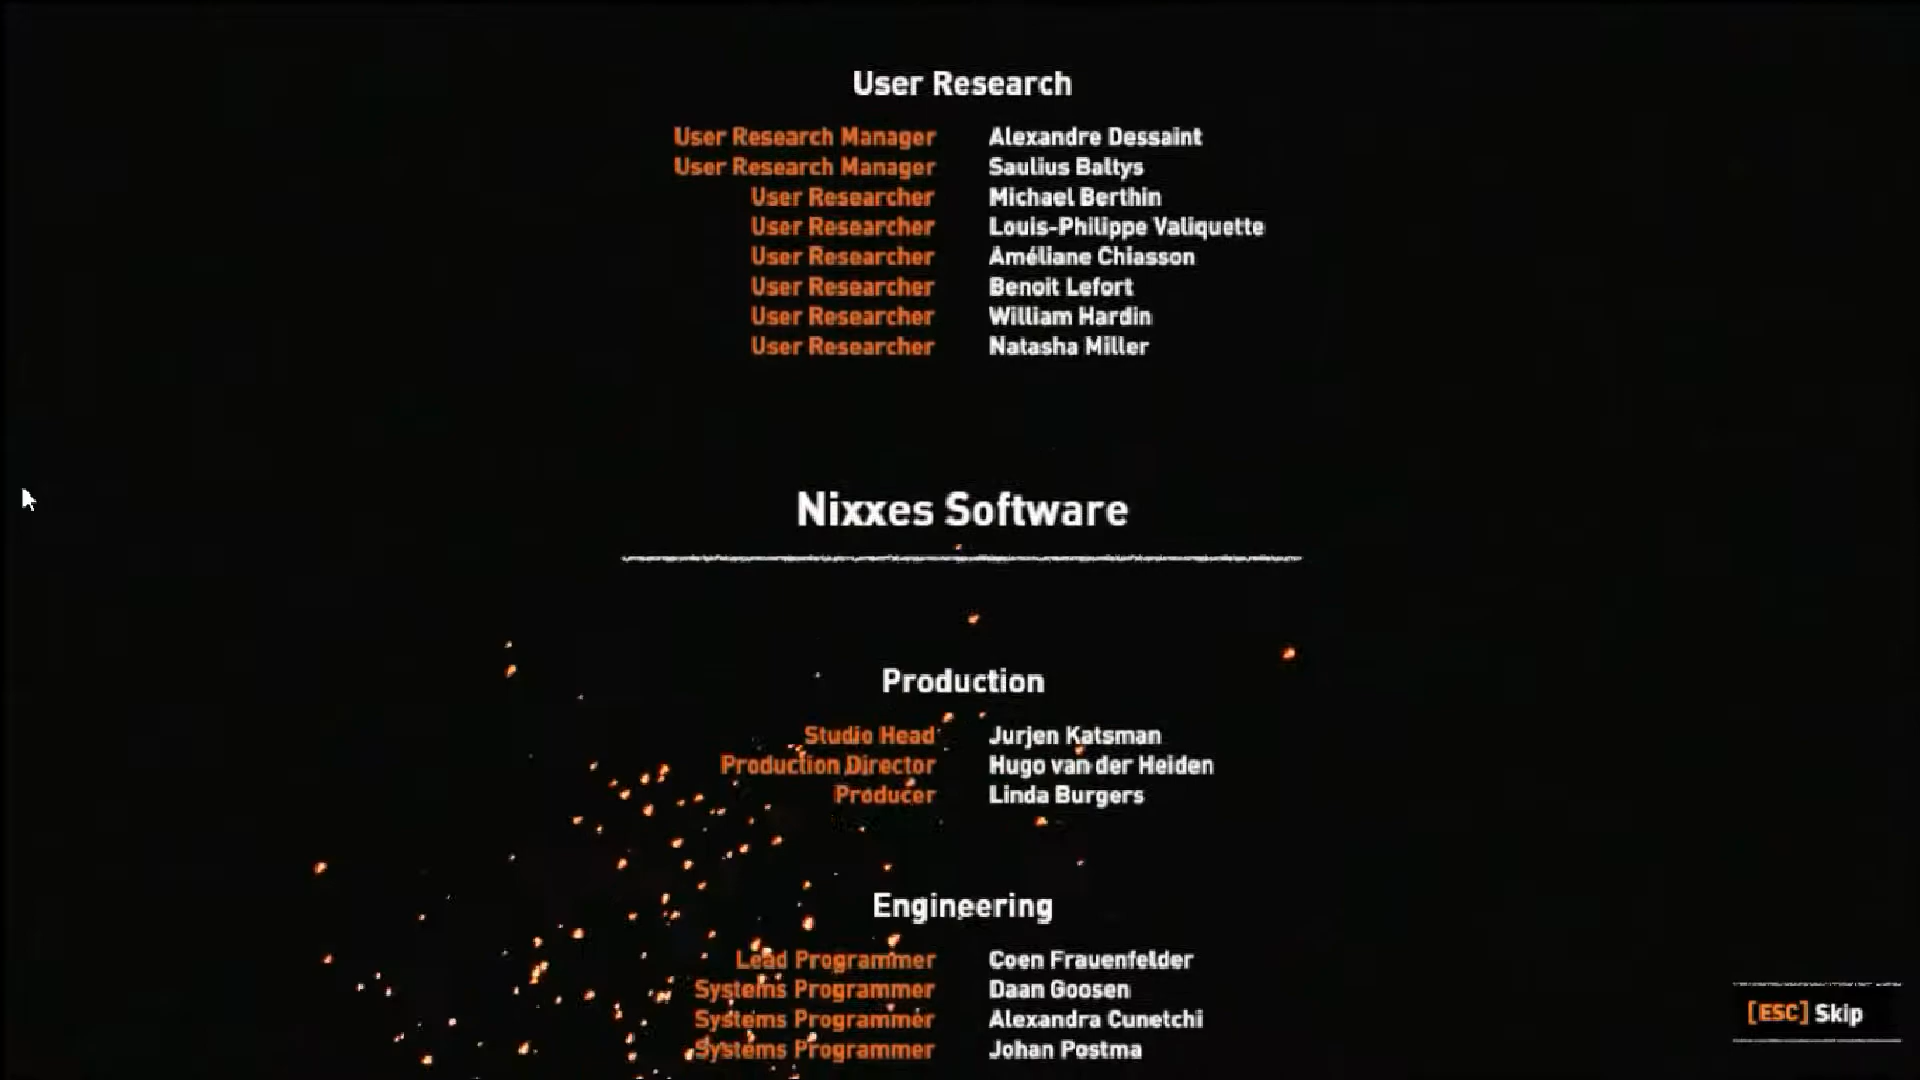 User Research
User Research Manager Alexandre Dessaint
User Research Manager Saulius Baltys
User Researcher Michael Berthin
User Researcher Louis-Philippe Valiquette
User Researcher Améliane Chiasson
User Researcher Benoit Lefort
User Researcher William Hardin
User Researcher Natasha Miller
Nixxes Software
Production
Studio Head Jurjen Katsman
Production Director Hugo van der Heiden
Producer Linda Burgers
Engineering
Lead Programmer Coen Frauenfelder
Systems Programmer Daan Goosen
Systems Programmer Alexandra Cunetchi
Systems Programmer Johan Postma
[ESC] Skip